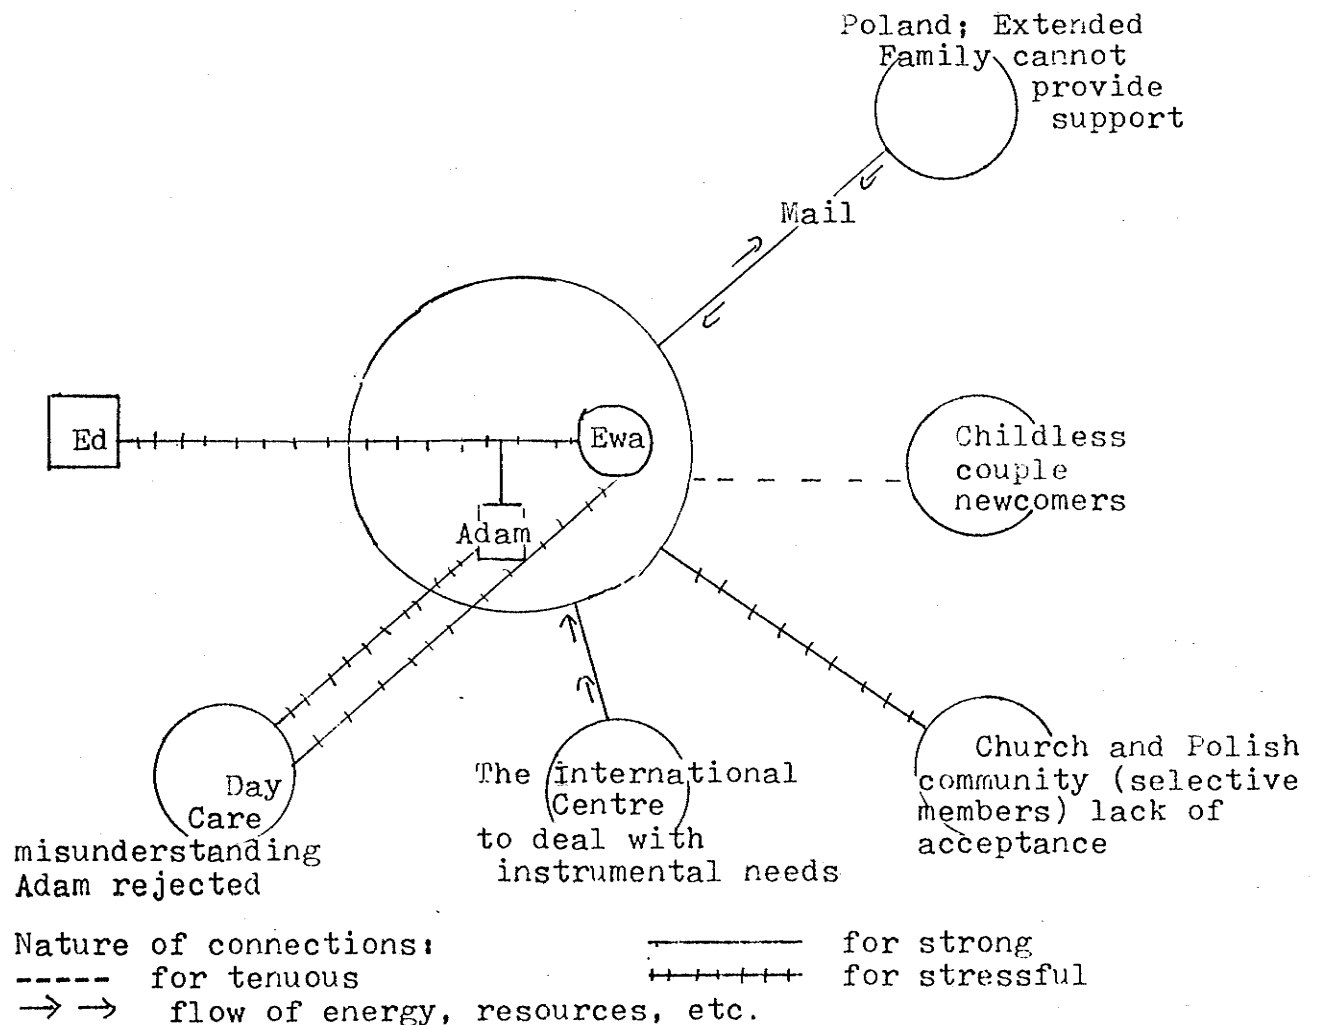 Poland; Extended
Family cannot
provide
support
Mail
Ed
Ewa
Adam
Childless
couple
newcomers
Day
Care
misunderstanding
Adam rejected
The International
Centre
to deal with
instrumental needs
Church and Polish
community (selective
members) lack of
acceptance
Nature of connections:
for strong
for tenuous
for stressful
flow of energy, resources, etc.